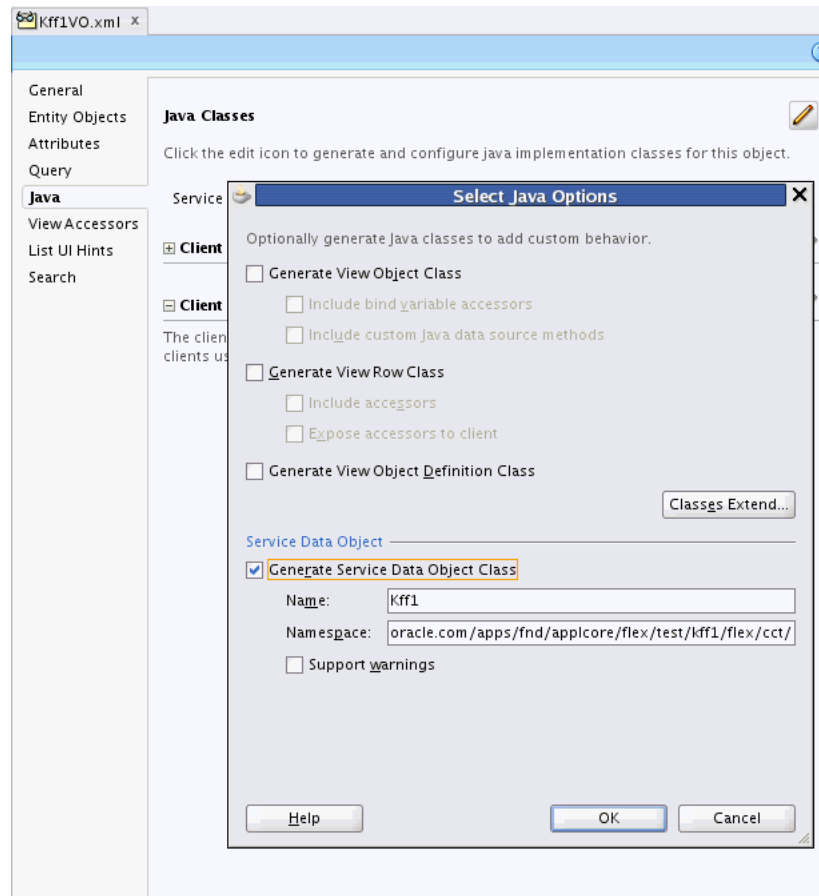 Kff1VO.xml x
General
Entity Objects
Attributes
Query
Java
View Accessors
List UI Hints
Search
Java Classes
Click the edit icon to generate and configure java implementation classes for this object.
Service
Client
Client
The clien
clients us
Select Java Options
Optionally generate Java classes to add custom behavior.
Generate View Object Class
Include bind variable accessors
Include custom Java data source methods
Generate View Row Class
Include accessors
Expose accessors to client
Generate View Object Definition Class
Classes Extend...
Service Data Object
Generate Service Data Object Class
Name: Kff1
Namespace: oracle.com/apps/fnd/applcore/flex/test/kff1/flex/cct/
Support warnings
Help OK Cancel